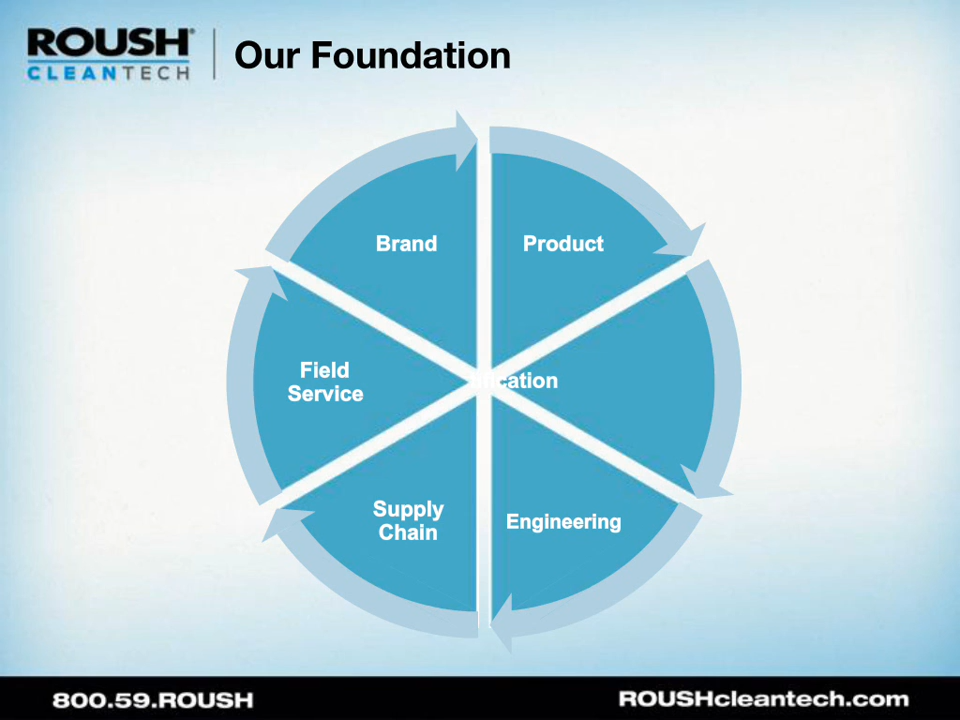 ROUSH®
CLEANTECH
Our Foundation
Brand
Product
Field
Service
Supply
Chain
Engineering
800.59.ROUSH
ROUSHcleantech.com